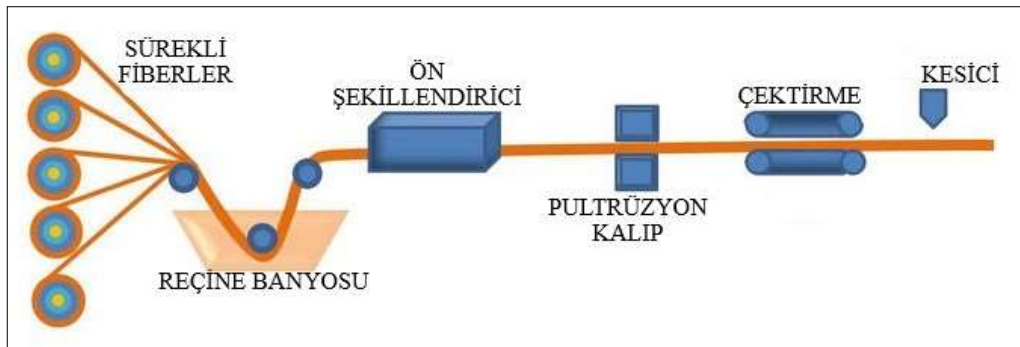 SÜREKLİ
FİBERLER
ÖN
ŞEKİLLENDİRİCİ
KESİCİ
ÇEKTİRME
PULTRÜZYON
KALIP
REÇİNE BANYOSU